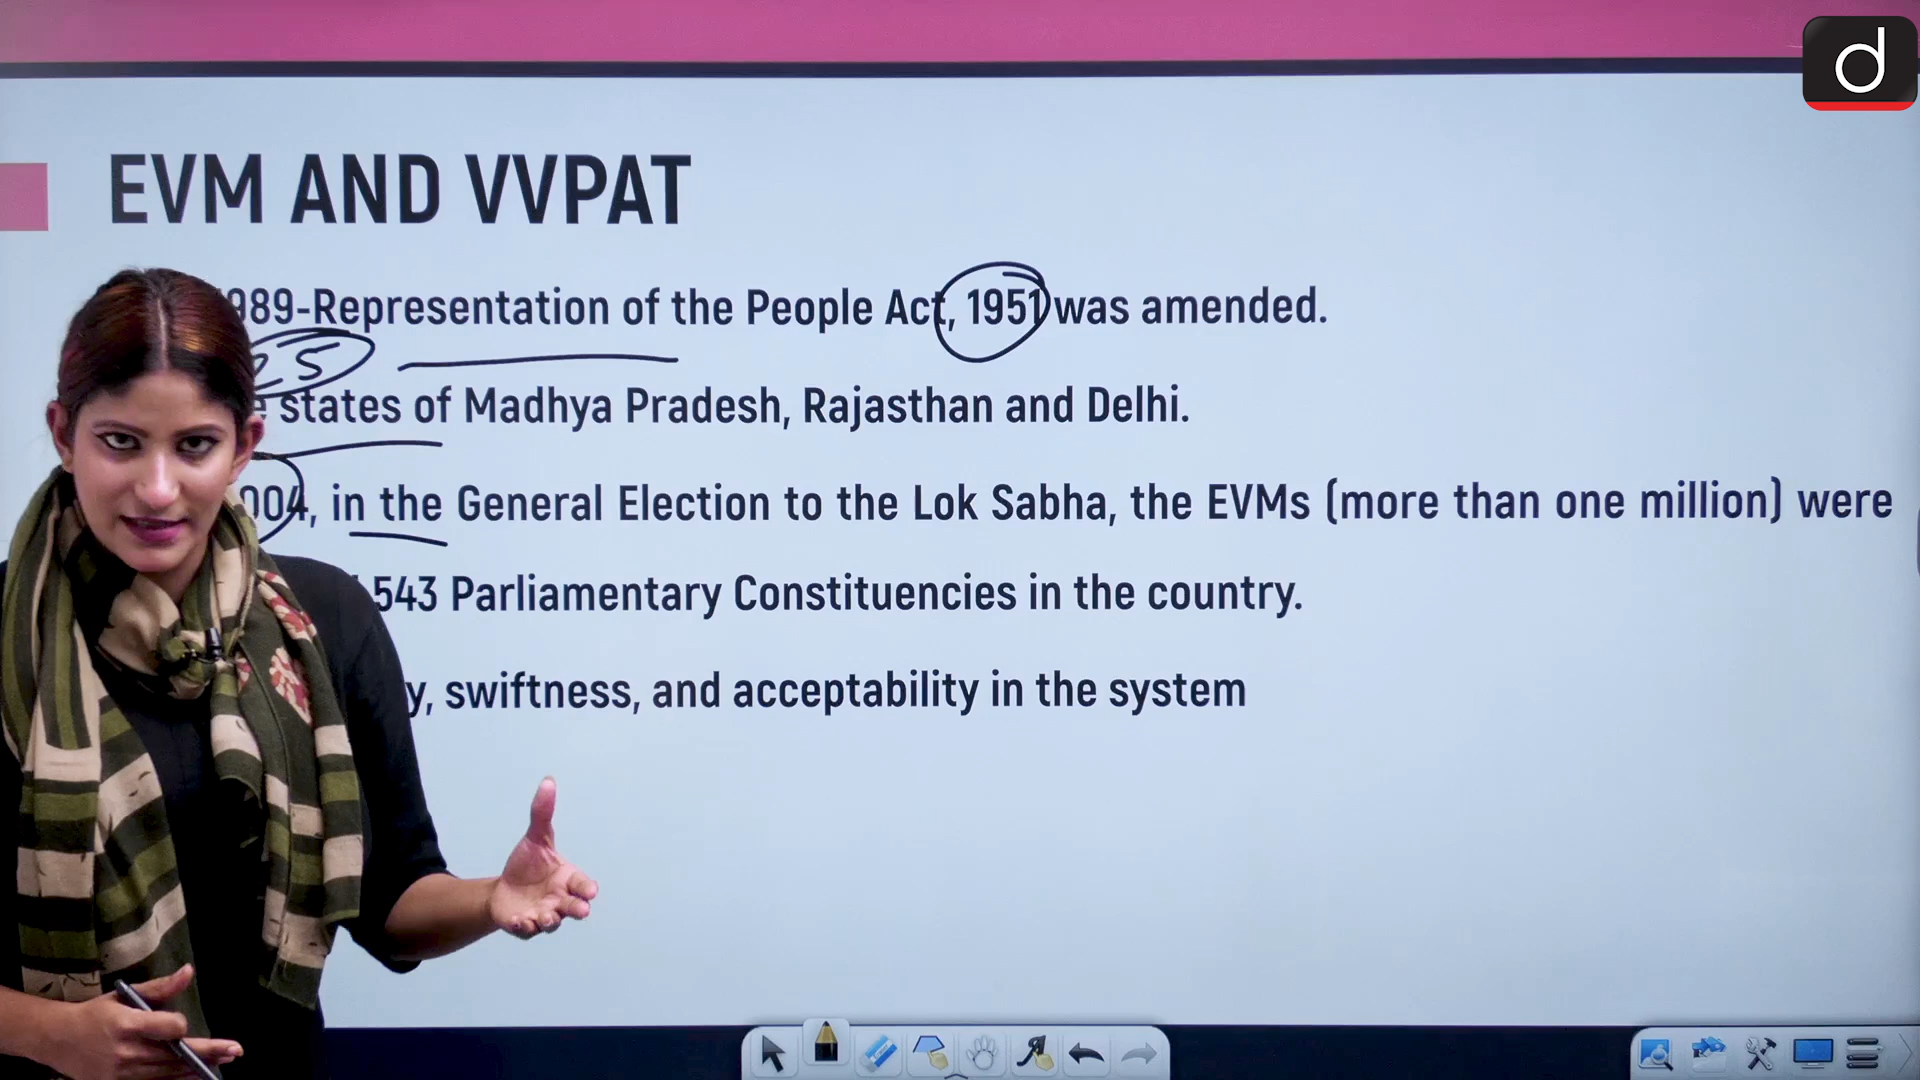 d
EVM AND VVPAT
989-Representation of the People Act, 1951 was amended.
25
states of Madhya Pradesh, Rajasthan and Delhi.
004, in the General Election to the Lok Sabha, the EVMs (more than one million) were
543 Parliamentary Constituencies in the country.
y, swiftness, and acceptability in the system